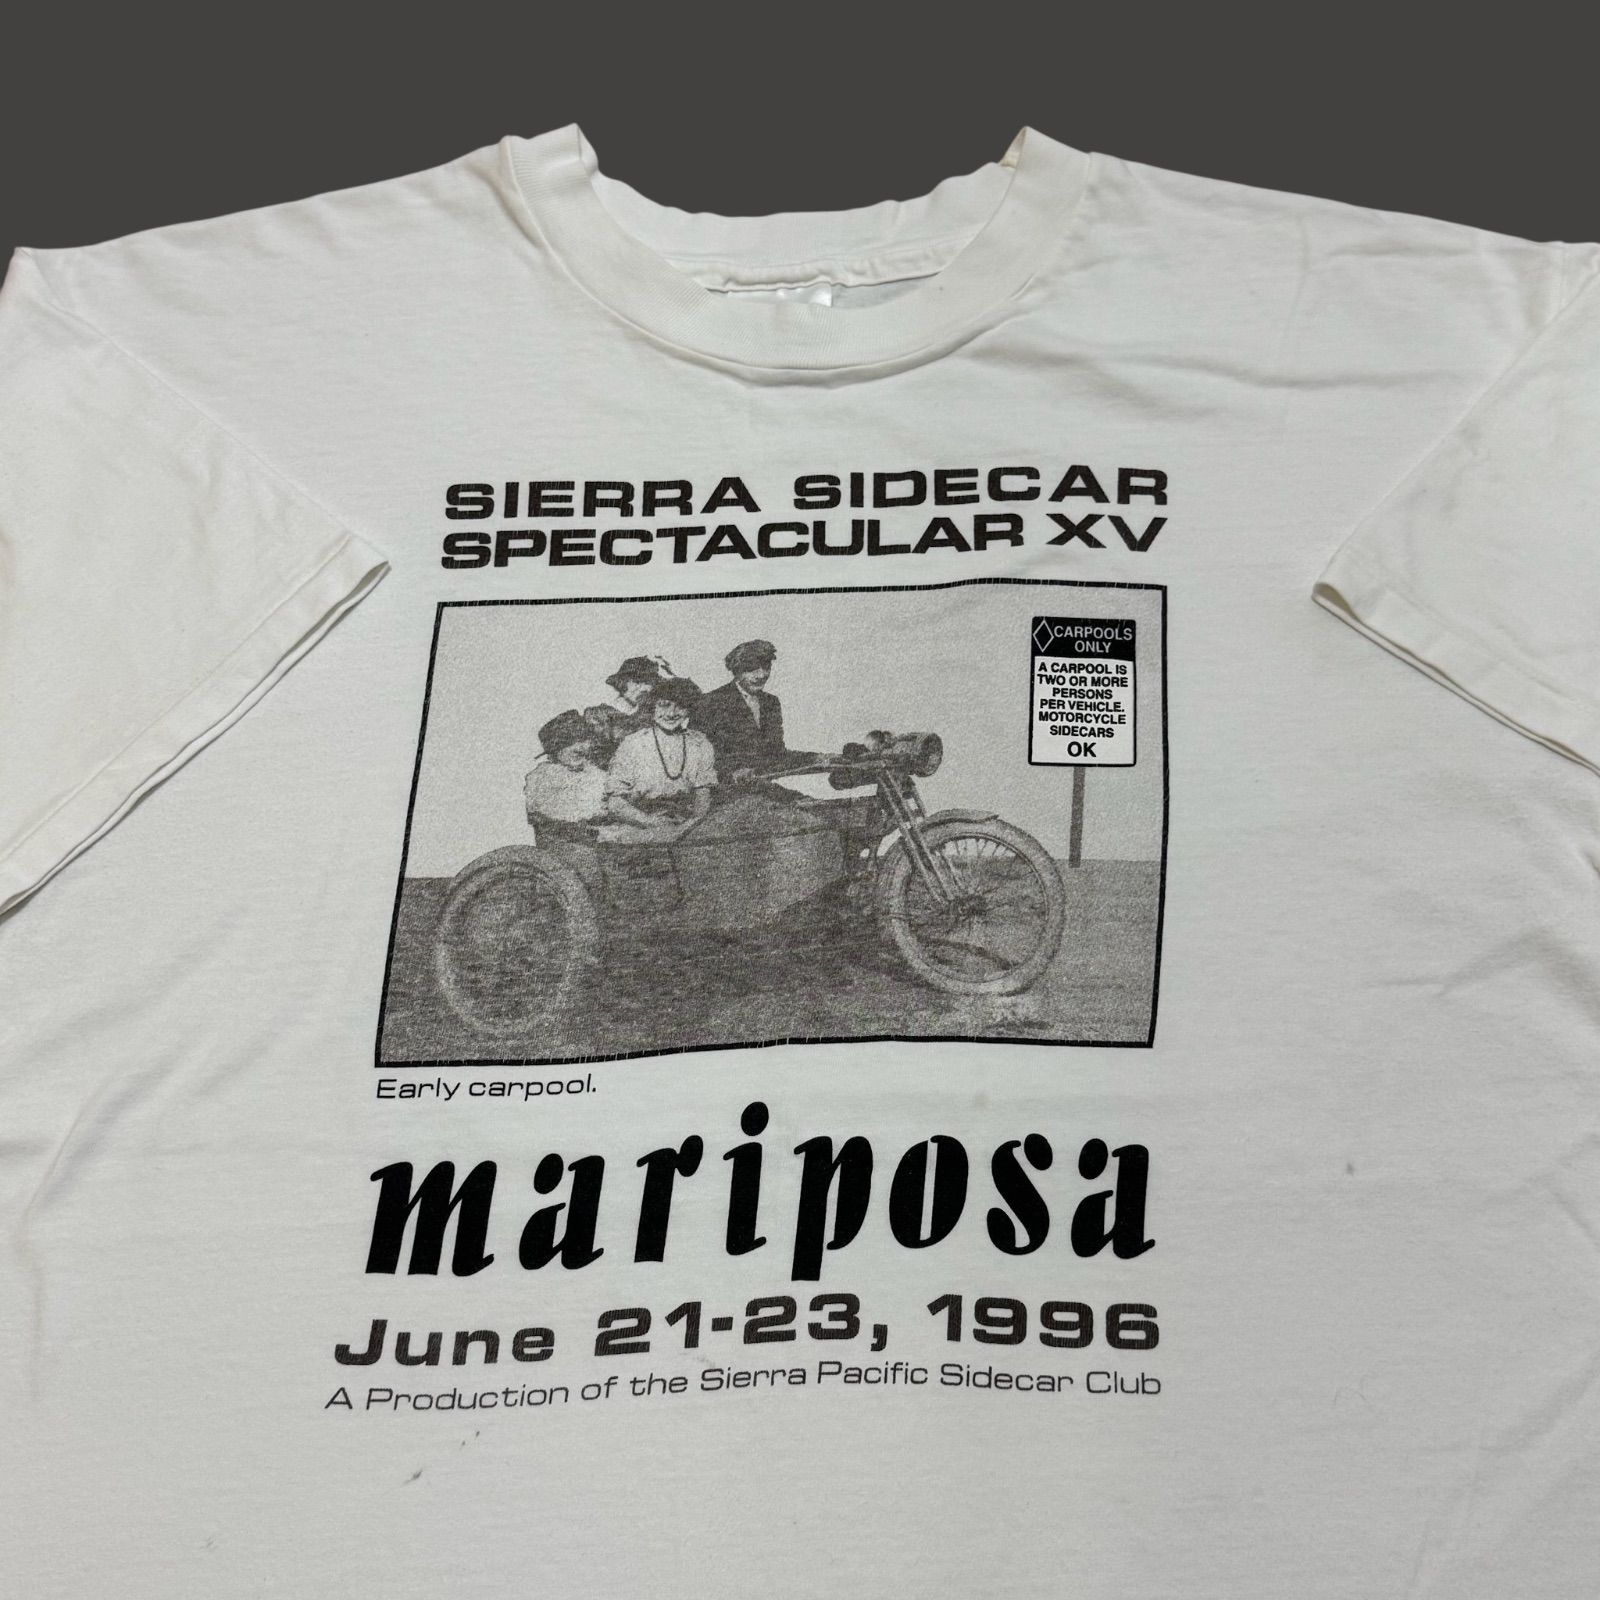 SIERRA SIDECAR
SPECTACULAR XV
CARPOOLS
ONLY
A CARPOOL IS
TWO OR MORE
PERSONS
PER VEHICLE.
MOTORCYCLE
SIDECARS
OK
Early carpool.
mariposa
June 21-23, 1996
A Production of the Sierra Pacific Sidecar Club